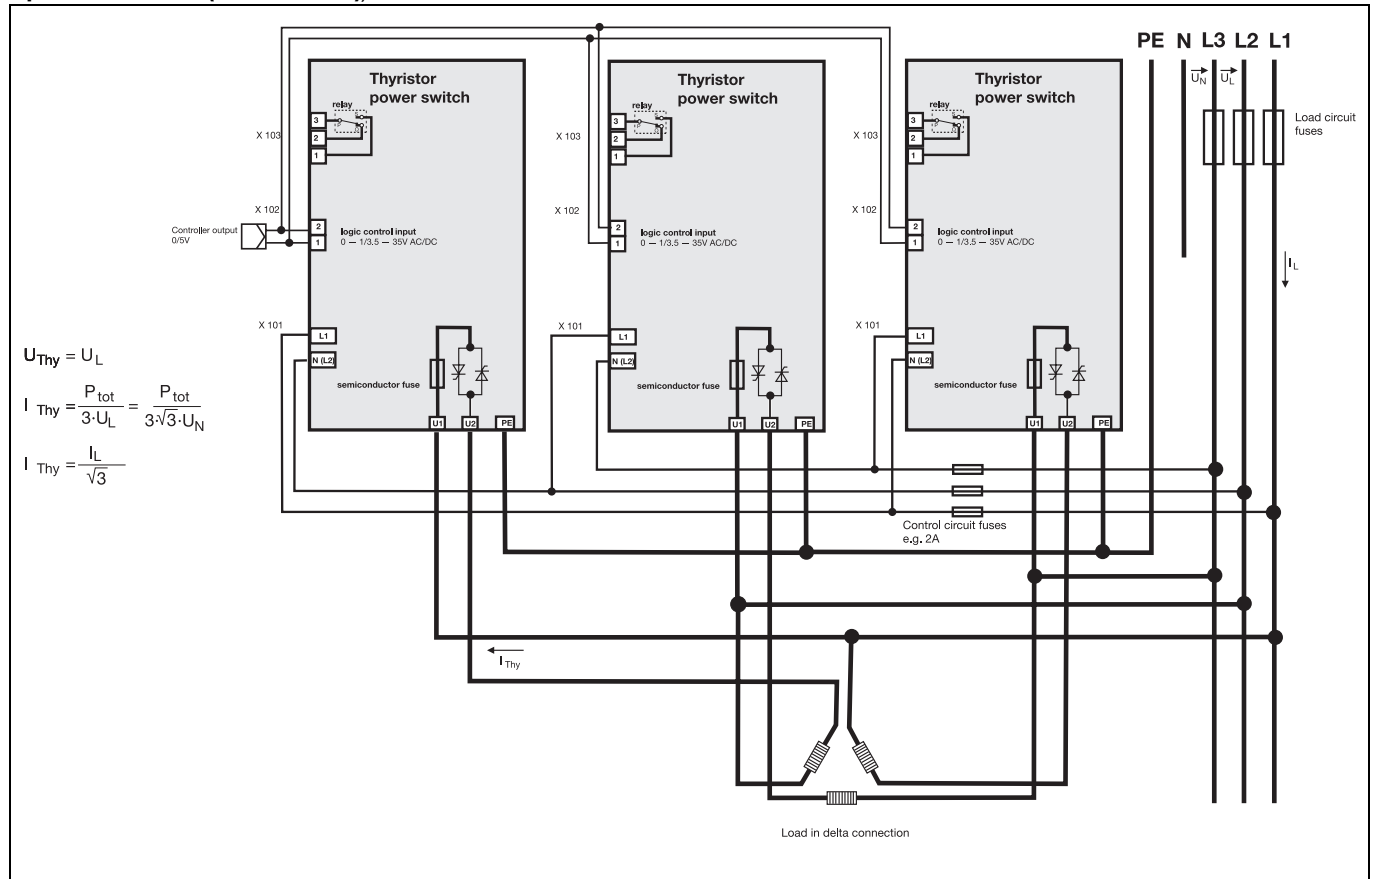 PE N L3 L2 L1
U_N
U_L
Load circuit
fuses
I_L
Thyristor
power switch
relay
3
2
1
X 103
P
S
X 102
Controller output
0/5V
2
1
logic control input
0 – 1/3.5 – 35V AC/DC
X 101
L1
N (L2)
semiconductor fuse
U1
U2
PE
Thyristor
power switch
relay
3
2
1
X 103
P
S
X 102
2
1
logic control input
0 – 1/3.5 – 35V AC/DC
X 101
L1
N (L2)
semiconductor fuse
U1
U2
PE
Thyristor
power switch
relay
3
2
1
X 103
P
S
X 102
2
1
logic control input
0 – 1/3.5 – 35V AC/DC
X 101
L1
N (L2)
semiconductor fuse
U1
U2
PE
U_Thy = U_L
I_Thy = P_tot / 3·U_L = P_tot / 3·√3·U_N
I_Thy = I_L / √3
Control circuit fuses
e.g. 2A
I_Thy
Load in delta connection